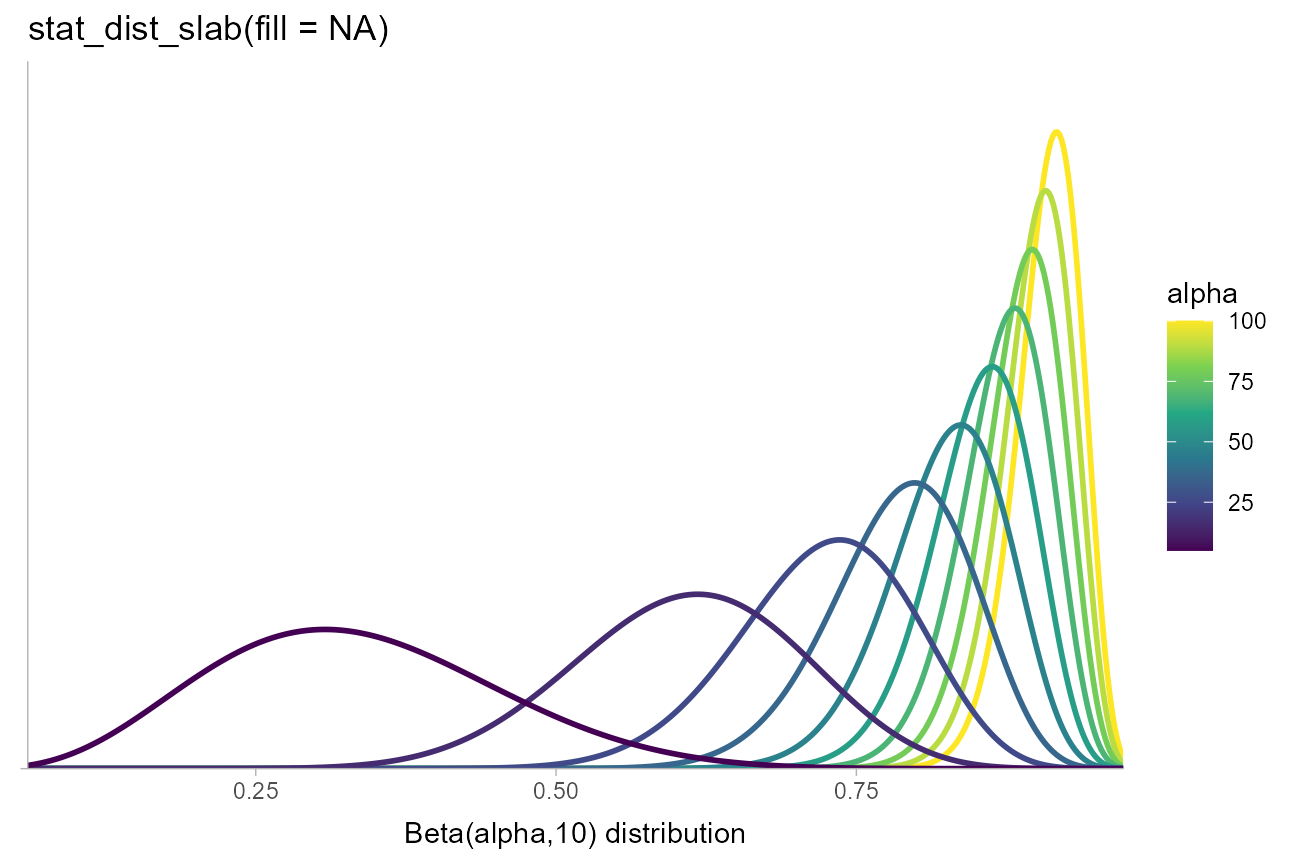 stat_dist_slab(fill = NA)
alpha
100
75
50
25
0.25 0.50 0.75
Beta(alpha,10) distribution